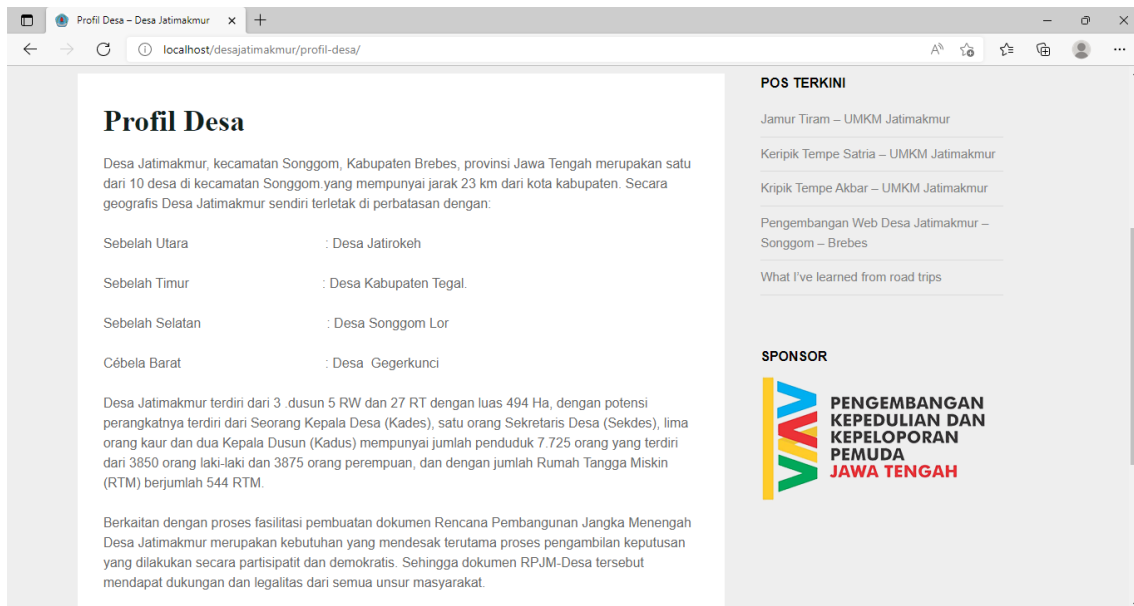 Profil Desa – Desa Jatimakmur
localhost/desajatimakmur/profil-desa/
Profil Desa
Desa Jatimakmur, kecamatan Songgom, Kabupaten Brebes, provinsi Jawa Tengah merupakan satu
dari 10 desa di kecamatan Songgom.yang mempunyai jarak 23 km dari kota kabupaten. Secara
geografis Desa Jatimakmur sendiri terletak di perbatasan dengan:
Sebelah Utara : Desa Jatirokeh
Sebelah Timur : Desa Kabupaten Tegal.
Sebelah Selatan : Desa Songgom Lor
Cébela Barat : Desa Gegerkunci
Desa Jatimakmur terdiri dari 3 .dusun 5 RW dan 27 RT dengan luas 494 Ha, dengan potensi
perangkatnya terdiri dari Seorang Kepala Desa (Kades), satu orang Sekretaris Desa (Sekdes), lima
orang kaur dan dua Kepala Dusun (Kadus) mempunyai jumlah penduduk 7.725 orang yang terdiri
dari 3850 orang laki-laki dan 3875 orang perempuan, dan dengan jumlah Rumah Tangga Miskin
(RTM) berjumlah 544 RTM.
Berkaitan dengan proses fasilitasi pembuatan dokumen Rencana Pembangunan Jangka Menengah
Desa Jatimakmur merupakan kebutuhan yang mendesak terutama proses pengambilan keputusan
yang dilakukan secara partisipatit dan demokratis. Sehingga dokumen RPJM-Desa tersebut
mendapat dukungan dan legalitas dari semua unsur masyarakat.
POS TERKINI
Jamur Tiram – UMKM Jatimakmur
Keripik Tempe Satria – UMKM Jatimakmur
Kripik Tempe Akbar – UMKM Jatimakmur
Pengembangan Web Desa Jatimakmur –
Songgom – Brebes
What I've learned from road trips
SPONSOR
PENGEMBANGAN
KEPEDULIAN DAN
KEPELOPORAN
PEMUDA
JAWA TENGAH